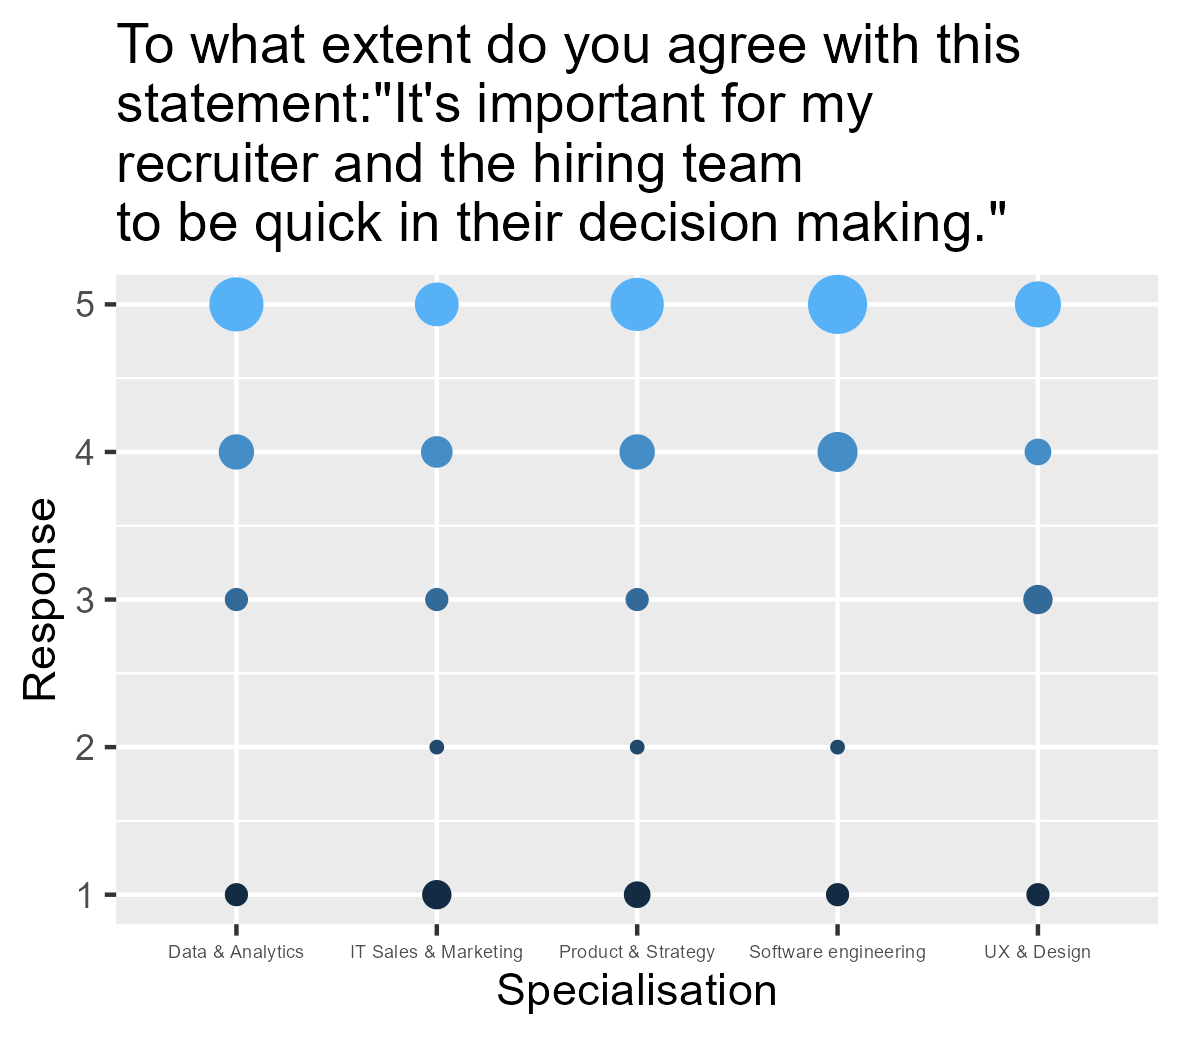 To what extent do you agree with this
statement:"It's important for my
recruiter and the hiring team
to be quick in their decision making."
5
4
3
2
1
Response
Data & Analytics
IT Sales & Marketing
Product & Strategy
Software engineering
UX & Design
Specialisation